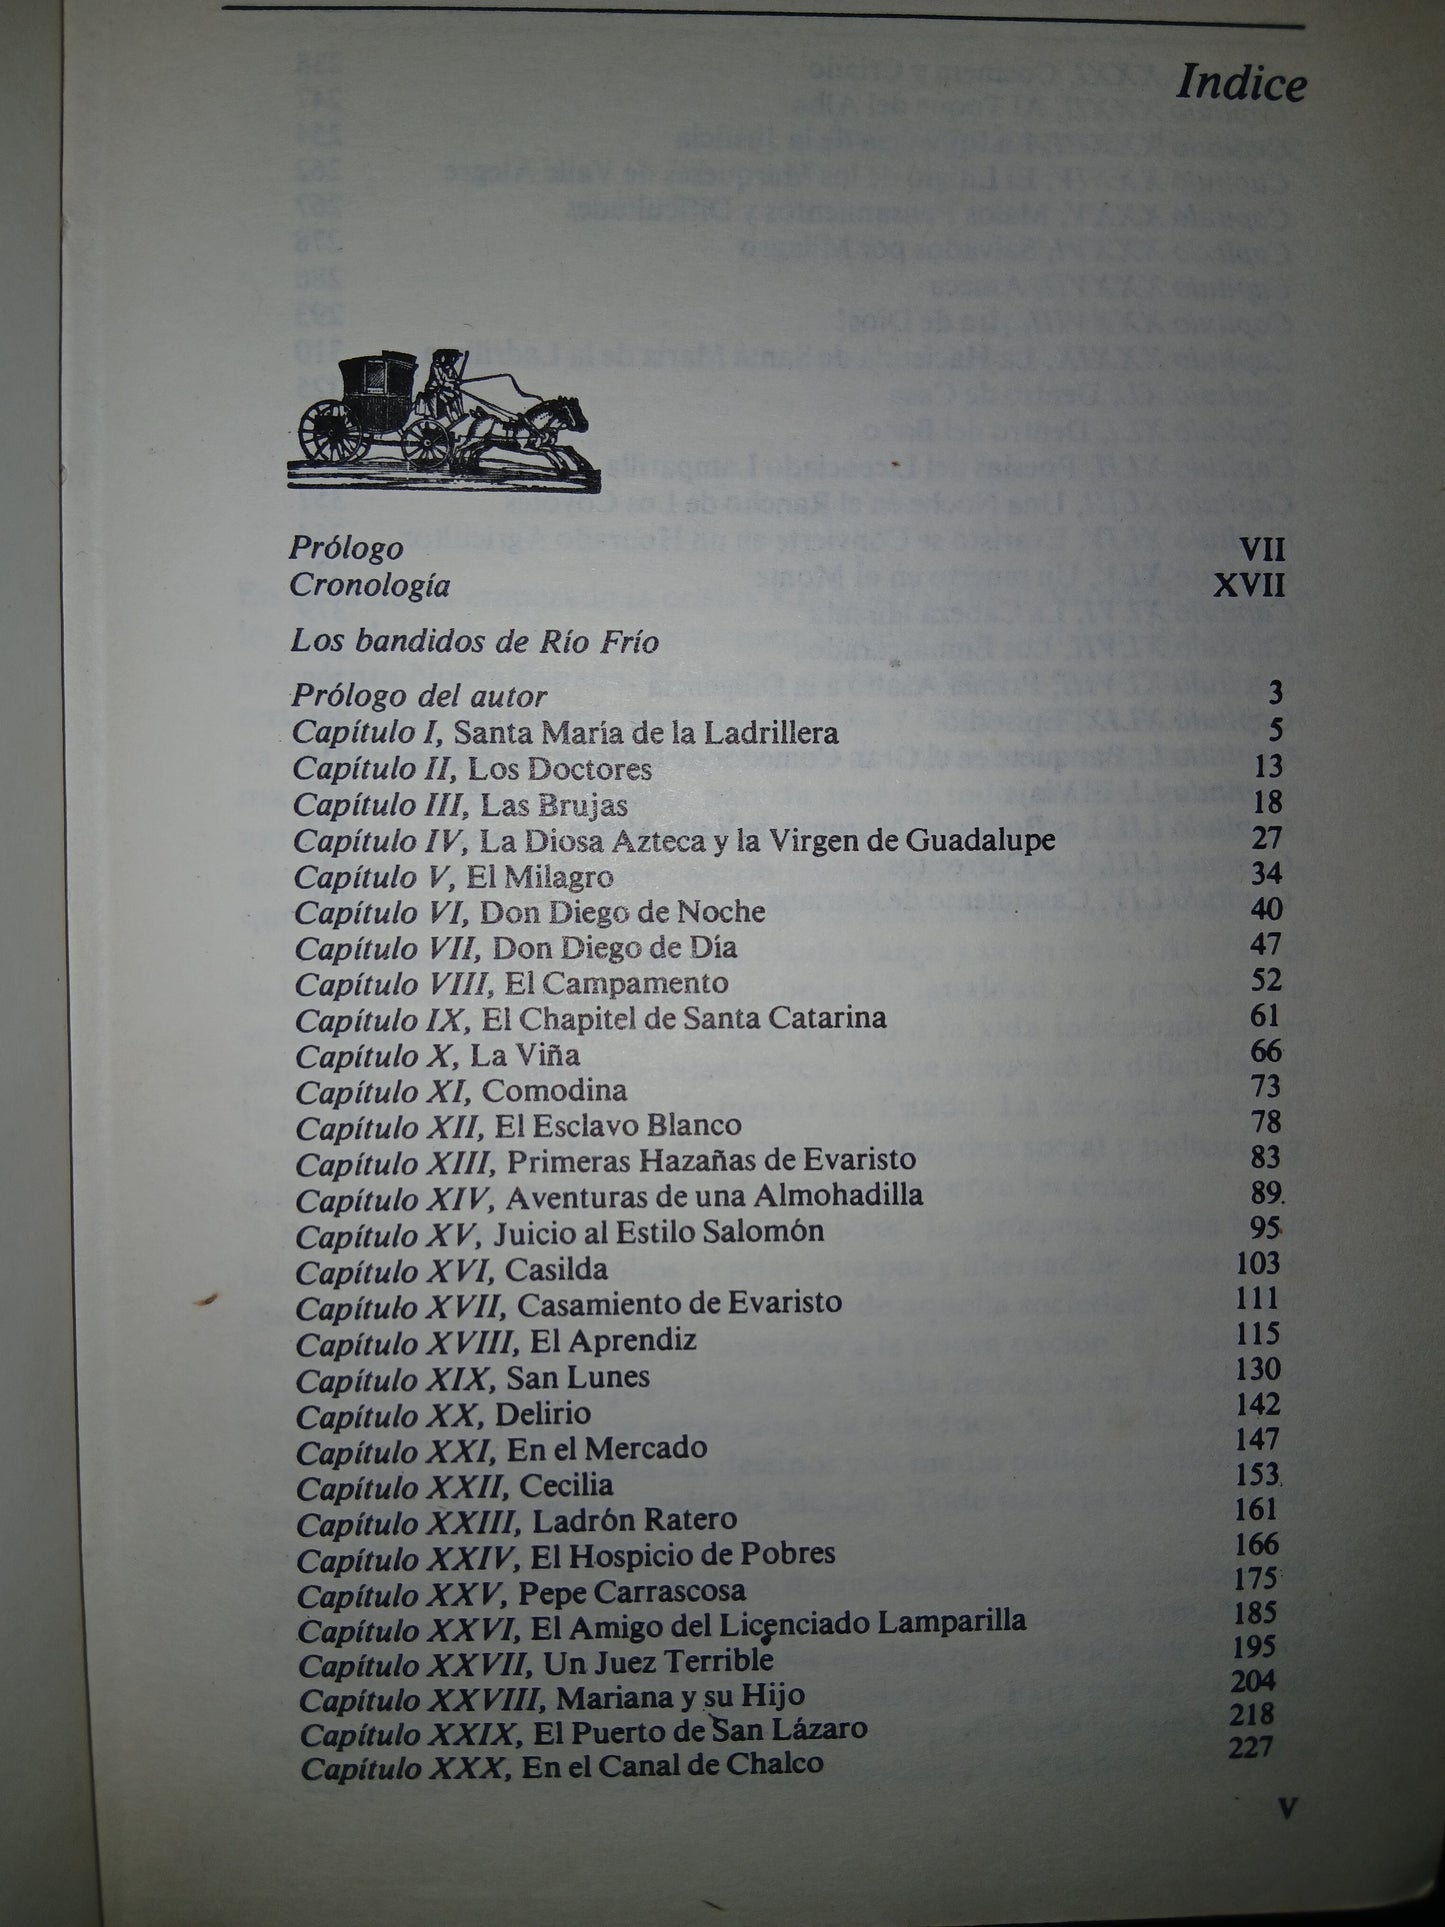 Indice
Prólogo VII
Cronología XVII
Los bandidos de Río Frío
Prólogo del autor 3
Capítulo I, Santa María de la Ladrillera 5
Capítulo II, Los Doctores 13
Capítulo III, Las Brujas 18
Capítulo IV, La Diosa Azteca y la Virgen de Guadalupe 27
Capítulo V, El Milagro 34
Capítulo VI, Don Diego de Noche 40
Capítulo VII, Don Diego de Día 47
Capítulo VIII, El Campamento 52
Capítulo IX, El Chapitel de Santa Catarina 61
Capítulo X, La Viña 66
Capítulo XI, Comodina 73
Capítulo XII, El Esclavo Blanco 78
Capítulo XIII, Primeras Hazañas de Evaristo 83
Capítulo XIV, Aventuras de una Almohadilla 89
Capítulo XV, Juicio al Estilo Salomón 95
Capítulo XVI, Casilda 103
Capítulo XVII, Casamiento de Evaristo 111
Capítulo XVIII, El Aprendiz 115
Capítulo XIX, San Lunes 130
Capítulo XX, Delirio 142
Capítulo XXI, En el Mercado 147
Capítulo XXII, Cecilia 153
Capítulo XXIII, Ladrón Ratero 161
Capítulo XXIV, El Hospicio de Pobres 166
Capítulo XXV, Pepe Carrascosa 175
Capítulo XXVI, El Amigo del Licenciado Lamparilla 185
Capítulo XXVII, Un Juez Terrible 195
Capítulo XXVIII, Mariana y su Hijo 204
Capítulo XXIX, El Puerto de San Lázaro 218
Capítulo XXX, En el Canal de Chalco 227
V